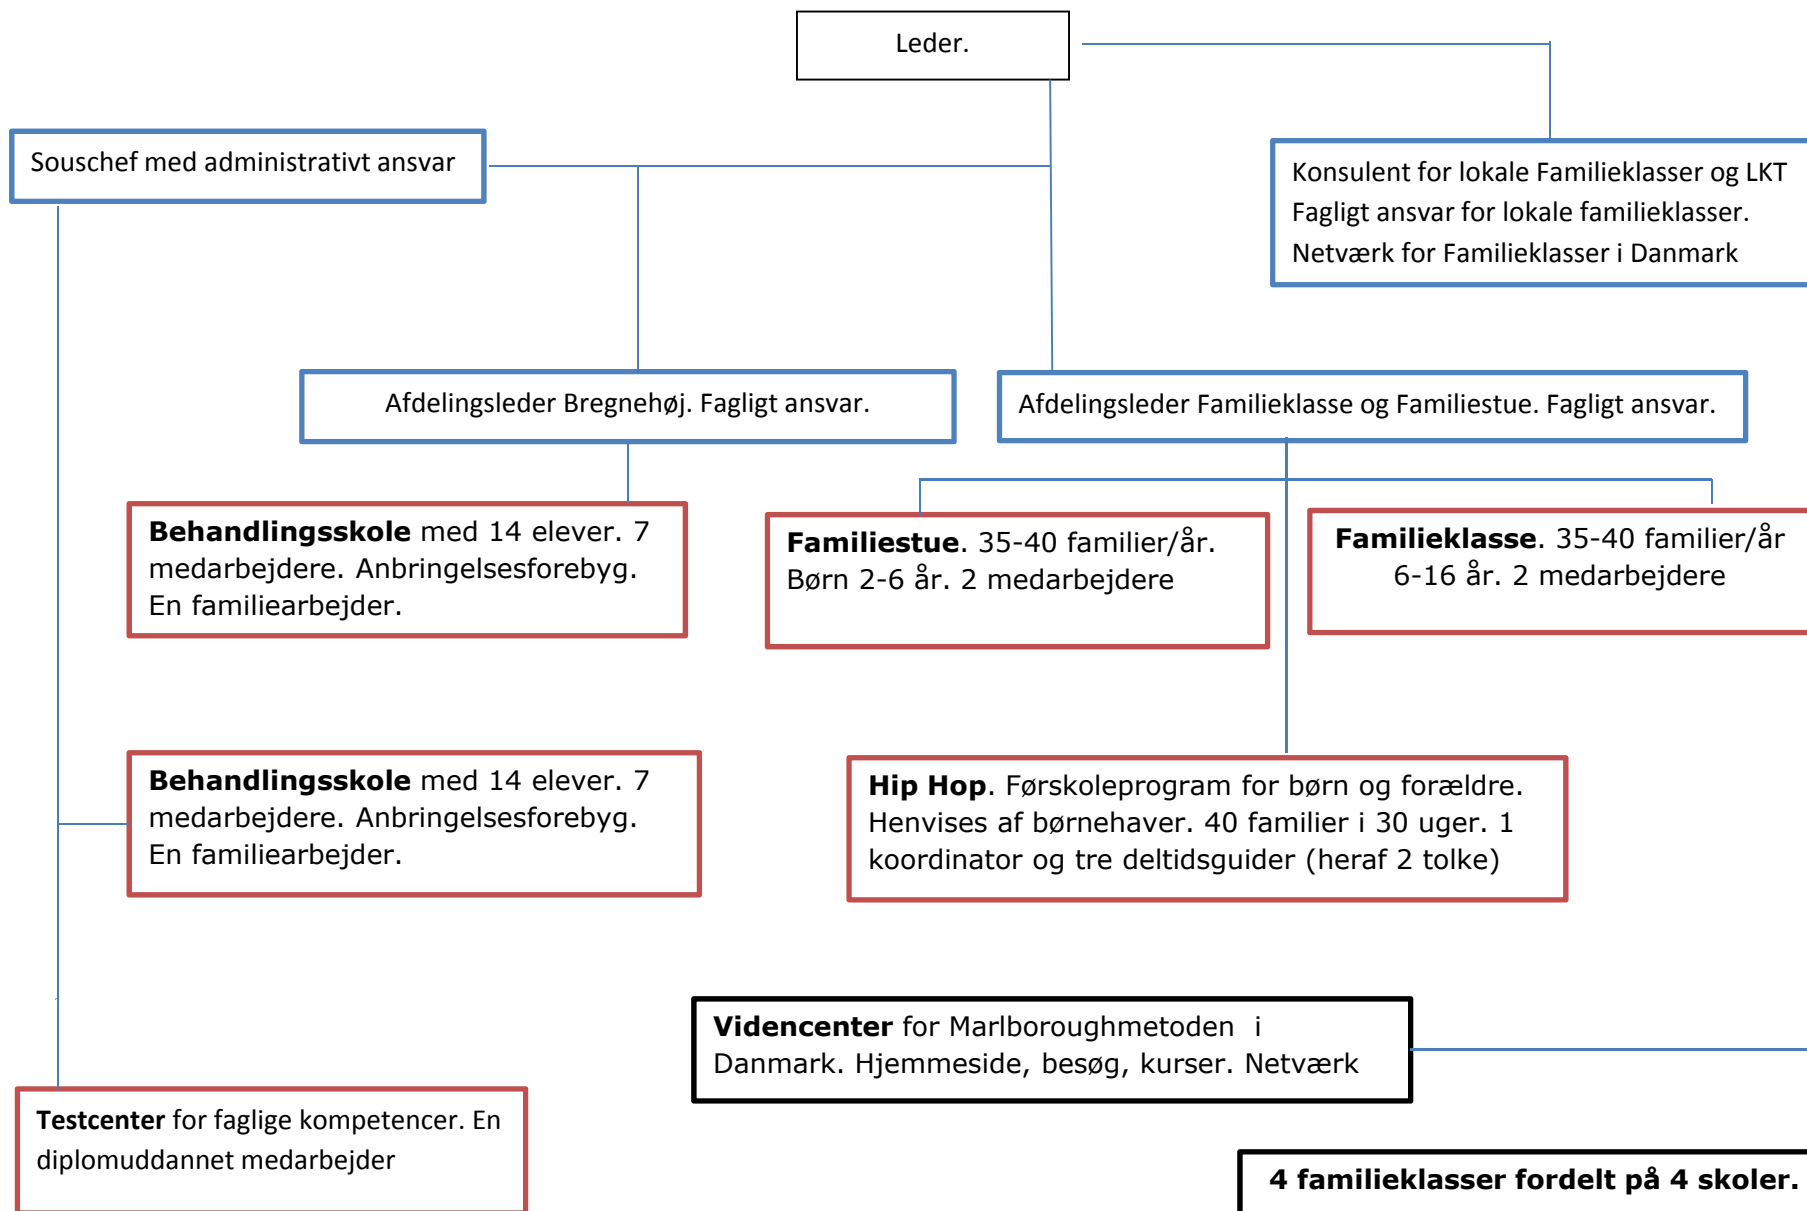 Leder.
Souschef med administrativt ansvar
Konsulent for lokale Familieklasser og LKT
Fagligt ansvar for lokale familieklasser.
Netværk for Familieklasser i Danmark
Afdelingsleder Bregnehøj. Fagligt ansvar.
Afdelingsleder Familieklasse og Familiestue. Fagligt ansvar.
Behandlingsskole med 14 elever. 7
medarbejdere. Anbringelsesforebyg.
En familiearbejder.
Familiestue. 35-40 familier/år.
Børn 2-6 år. 2 medarbejdere
Familieklasse. 35-40 familier/år
6-16 år. 2 medarbejdere
Behandlingsskole med 14 elever. 7
medarbejdere. Anbringelsesforebyg.
En familiearbejder.
Hip Hop. Førskoleprogram for børn og forældre.
Henvises af børnehaver. 40 familier i 30 uger. 1
koordinator og tre deltidsguider (heraf 2 tolke)
Videncenter for Marlboroughmetoden i
Danmark. Hjemmeside, besøg, kurser. Netværk
Testcenter for faglige kompetencer. En
diplomuddannet medarbejder
4 familieklasser fordelt på 4 skoler.